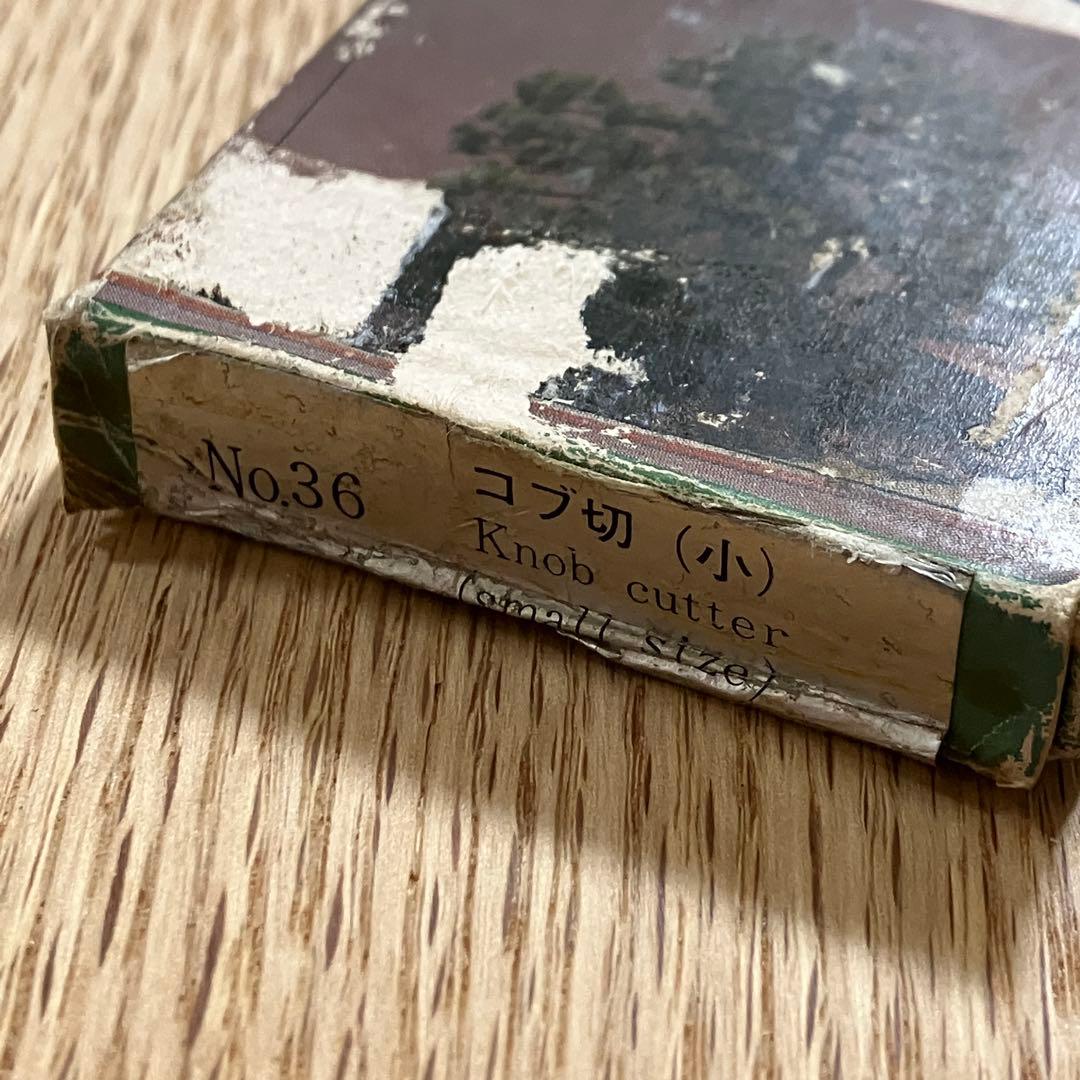 No.36 コブ切（小）
Knob cutter
(small size)